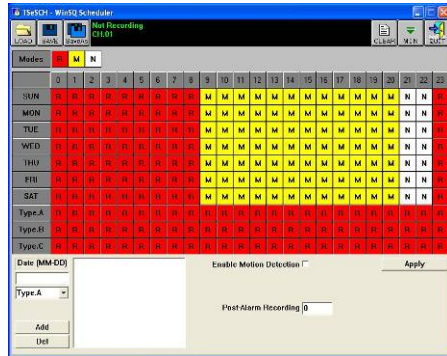 TSeSCH - WinSQ Scheduler
LOAD SAVE SaveAs Not Recording CLEAR MON QUIT
CH.01
Modes R M N
0 1 2 3 4 5 6 7 8 9 10 11 12 13 14 15 16 17 18 19 20 21 22 23
SUN R R R R R R R R R M M M M M M M M M M M M N N R
MON R R R R R R R R R M M M M M M M M M M M M N N R
TUE R R R R R R R R R M M M M M M M M M M M M N N R
WED R R R R R R R R R M M M M M M M M M M M M N N R
THU R R R R R R R R R M M M M M M M M M M M M N N R
FRI R R R R R R R R R M M M M M M M M M M M M N N R
SAT R R R R R R R R R M M M M M M M M M M M M N N R
Type.A R R R R R R R R R R R R R R R R R R R R R R R R
Type.B R R R R R R R R R R R R R R R R R R R R R R R R
Type.C R R R R R R R R R R R R R R R R R R R R R R R R
Date (MM-DD) Enable Motion Detection Apply
Type.A
Post-Alarm Recording 0
Add
Del